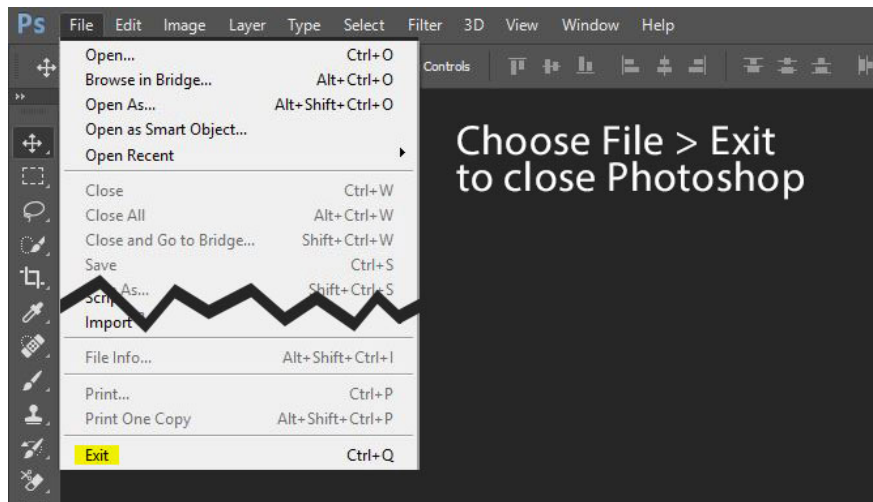 Ps File Edit Image Layer Type Select Filter 3D View Window Help
Controls
Open... Ctrl+O
Browse in Bridge... Alt+Ctrl+O
Open As... Alt+Shift+Ctrl+O
Open as Smart Object...
Open Recent
Close Ctrl+W
Close All Alt+Ctrl+W
Close and Go to Bridge... Shift+Ctrl+W
Save Ctrl+S
As... Shift+Ctrl+S
Import
File Info... Alt+Shift+Ctrl+I
Print... Ctrl+P
Print One Copy Alt+Shift+Ctrl+P
Exit Ctrl+Q
Choose File > Exit
to close Photoshop